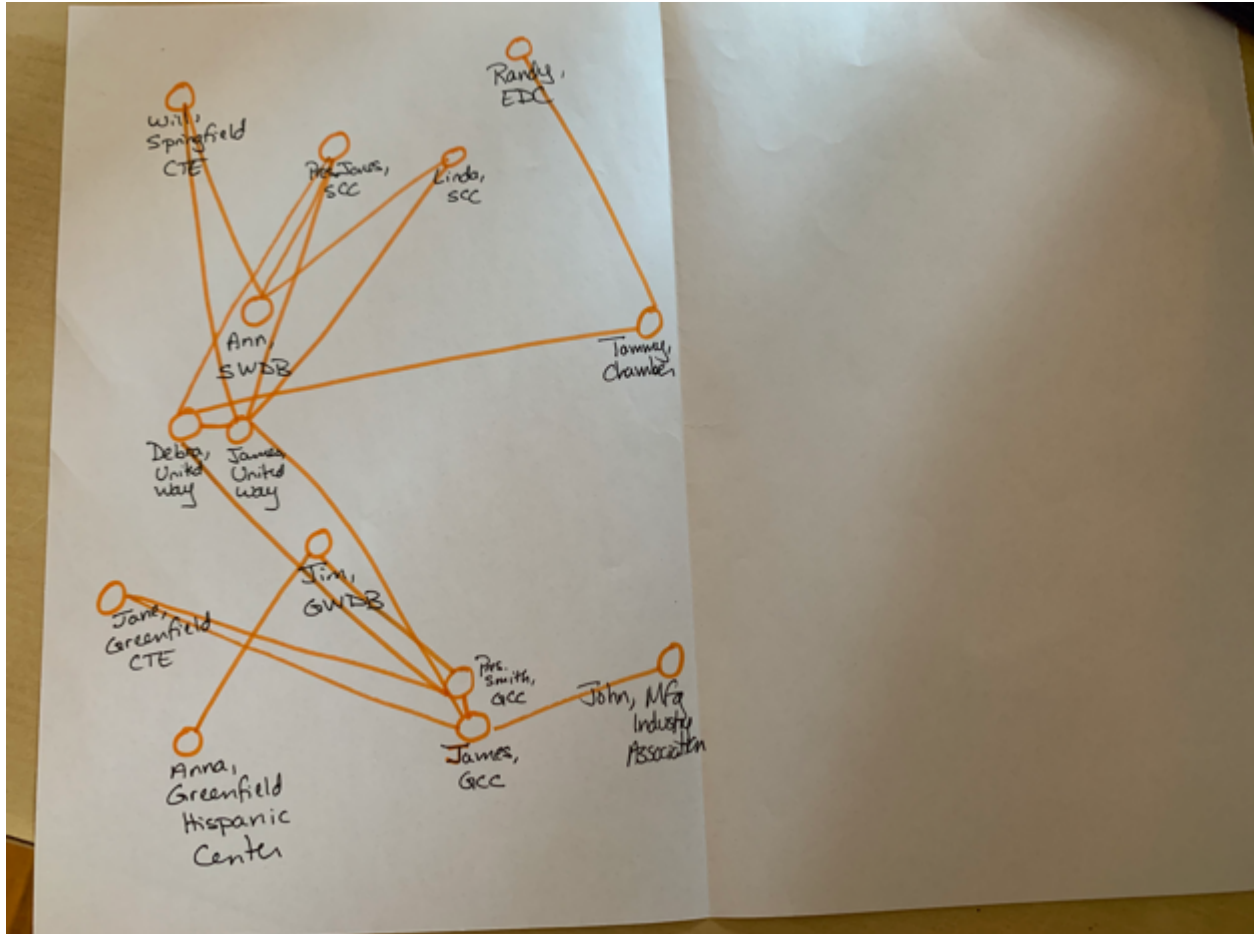 Randy,
EDC
Will,
Springfield
CTE
Pres. Jones,
SCC
Linda,
SCC
Ann,
SWDB
Tammy,
Chamber
Debra,
United
Way
James
United
Way
Jim,
GWDB
Jane,
Greenfield
CTE
Pres.
Smith,
GCC
John, Mfg
Industry
Association
James,
GCC
Anna,
Greenfield
Hispanic
Center